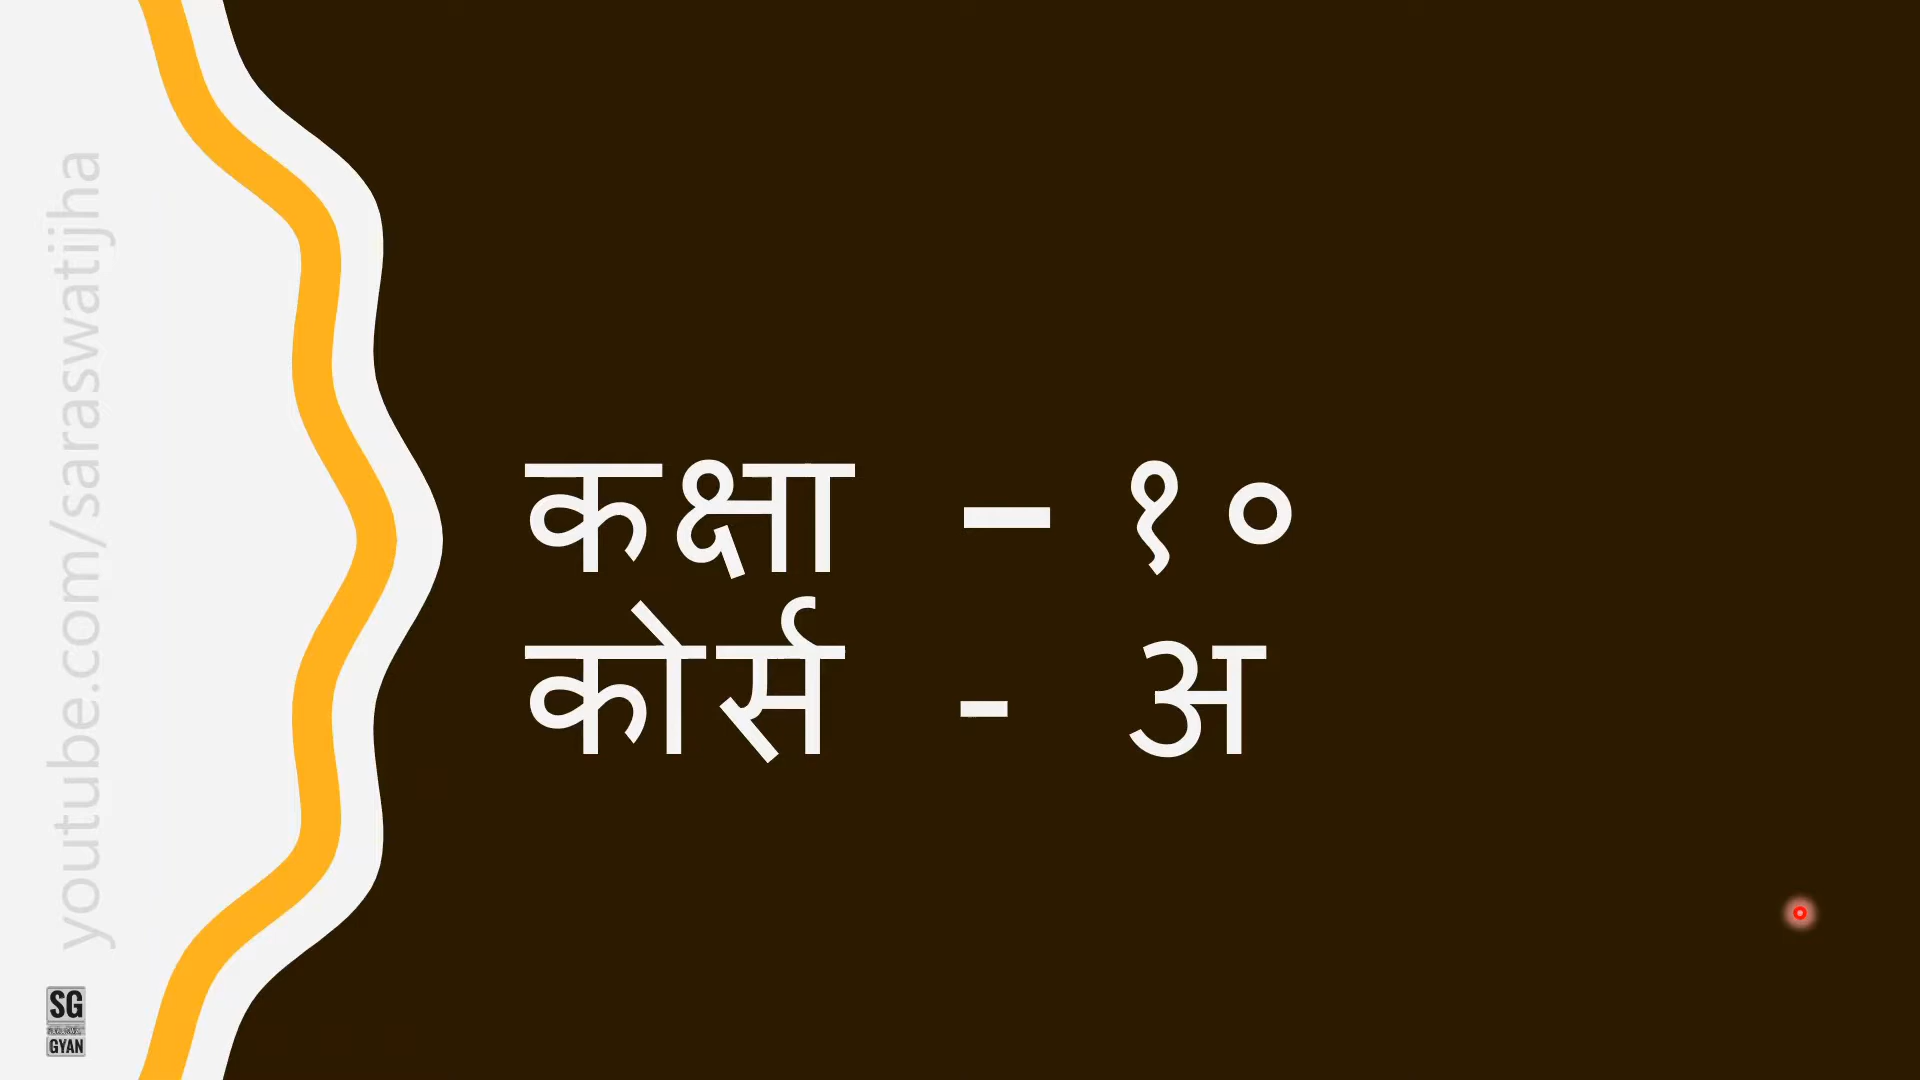 कक्षा – १०
कोर्स - अ
youtube.com/saraswatijha
SG
GYAN